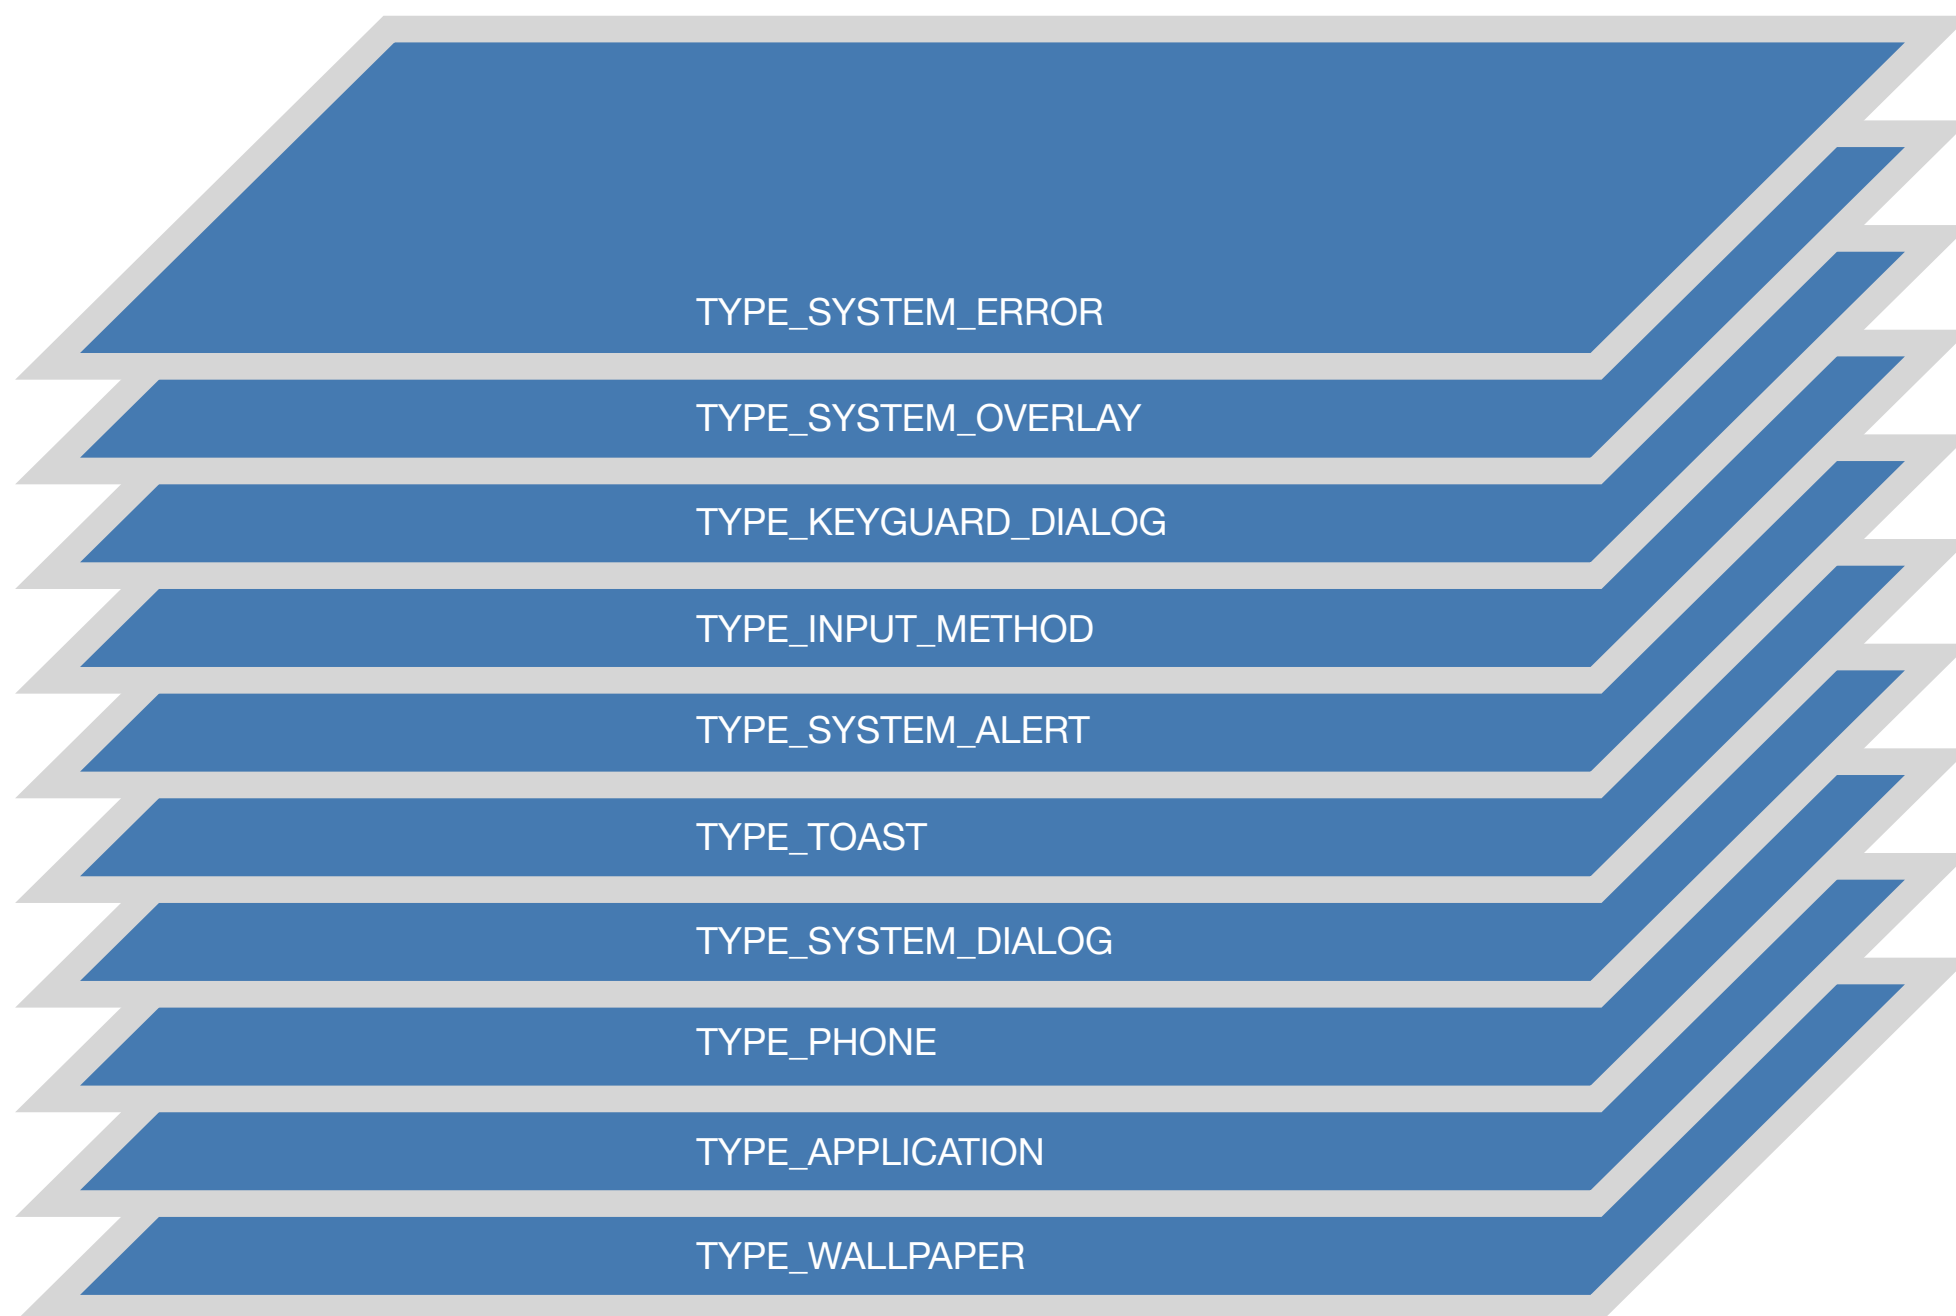 TYPE_SYSTEM_ERROR
TYPE_SYSTEM_OVERLAY
TYPE_KEYGUARD_DIALOG
TYPE_INPUT_METHOD
TYPE_SYSTEM_ALERT
TYPE_TOAST
TYPE_SYSTEM_DIALOG
TYPE_PHONE
TYPE_APPLICATION
TYPE_WALLPAPER